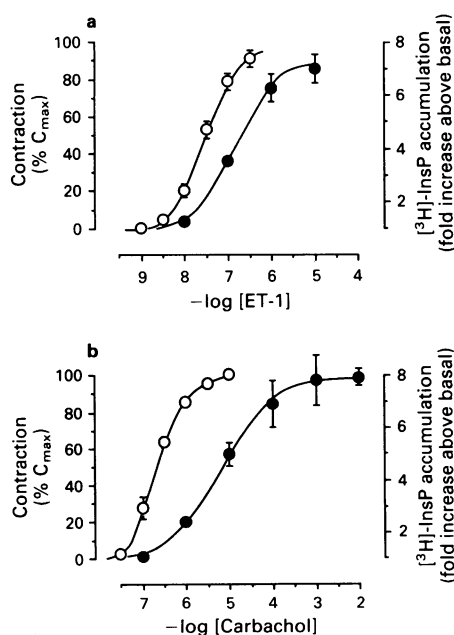 a
100
80
60
40
20
0
Contraction
(% Cmax)
8
6
4
2
[³H]-InsP accumulation
(fold increase above basal)
9 8 7 6 5 4
−log [ET-1]
b
100
80
60
40
20
0
Contraction
(% Cmax)
8
6
4
2
[³H]-InsP accumulation
(fold increase above basal)
7 6 5 4 3 2
−log [Carbachol]